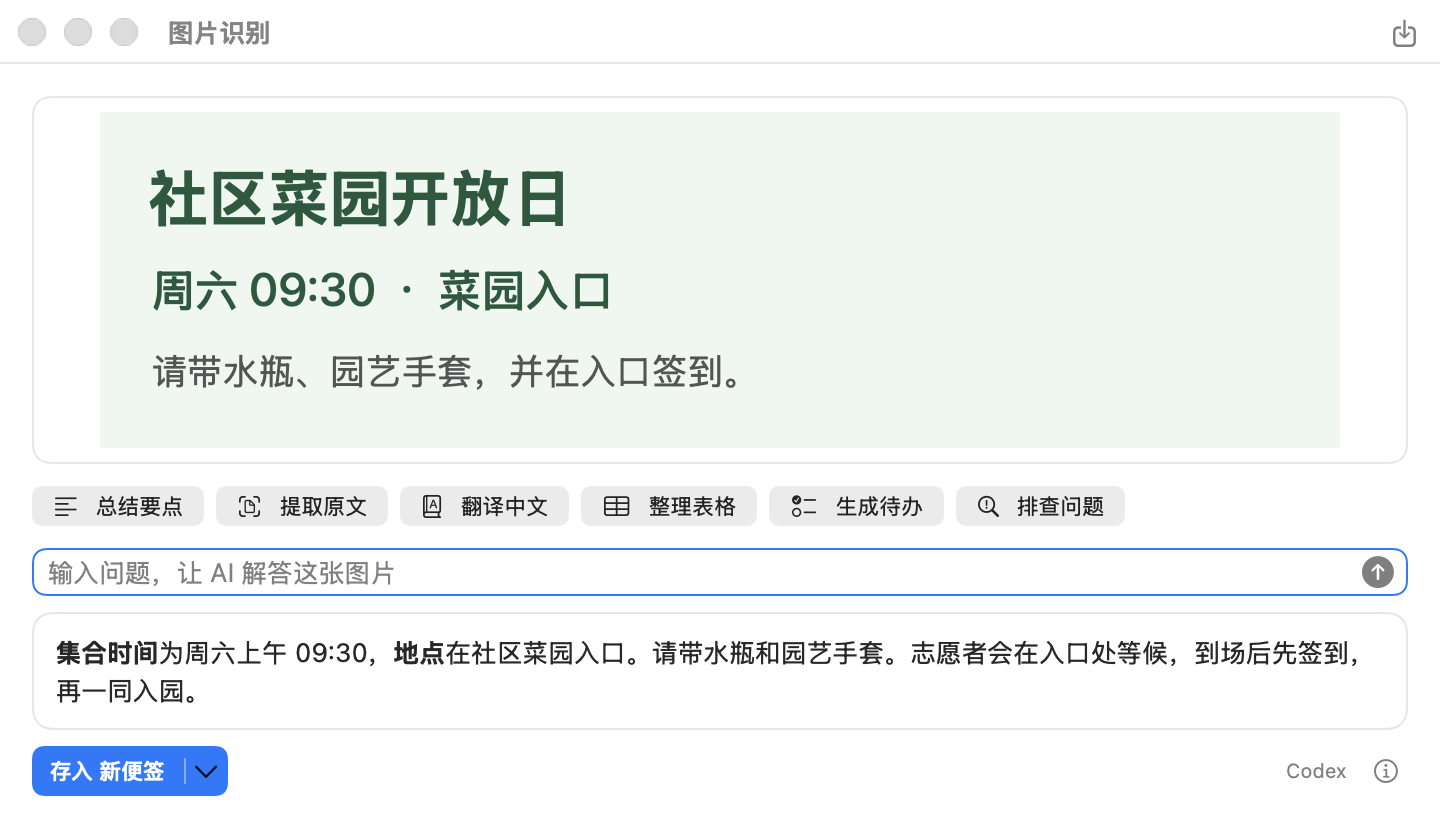 图片识别
社区菜园开放日
周六 09:30 · 菜园入口
请带水瓶、园艺手套，并在入口签到。
总结要点 提取原文 翻译中文 整理表格 生成待办 排查问题
输入问题，让 AI 解答这张图片
集合时间为周六上午 09:30，地点在社区菜园入口。请带水瓶和园艺手套。志愿者会在入口处等候，到场后先签到，
再一同入园。
存入 新便签 Codex